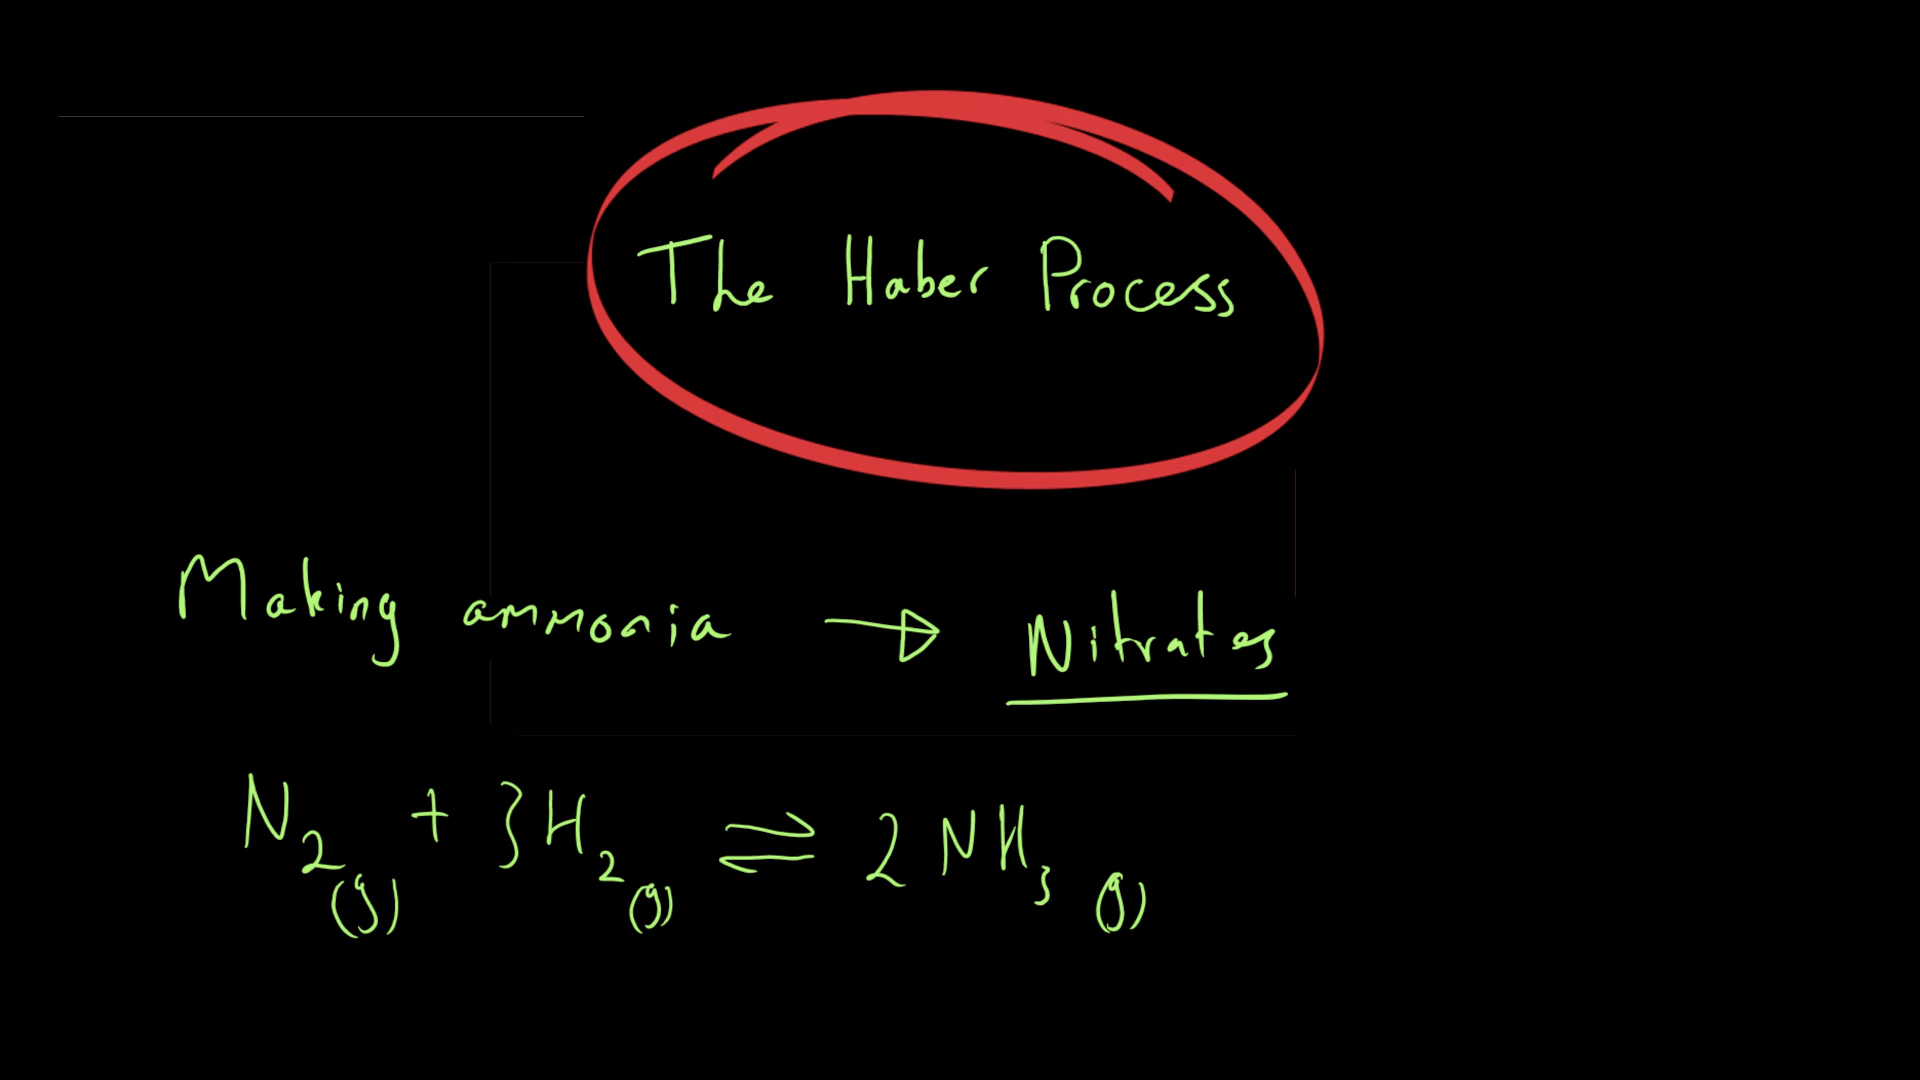 The Haber Process
Making ammonia → Nitrates
N₂(g) + 3H₂(g) ⇌ 2NH₃(g)